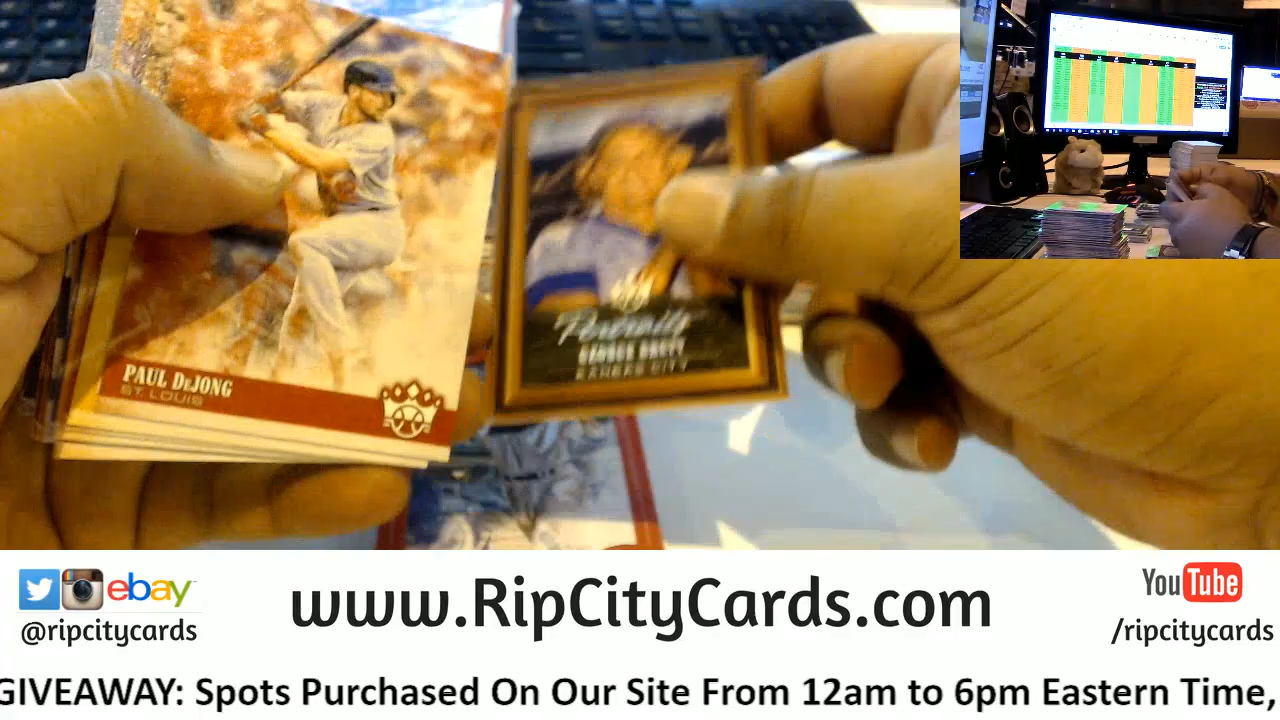 PAUL DeJONG
ST. LOUIS
Portraits
GEORGE BRETT
KANSAS CITY
ebay
@ripcitycards
www.RipCityCards.com
YouTube
/ripcitycards
GIVEAWAY: Spots Purchased On Our Site From 12am to 6pm Eastern Time,